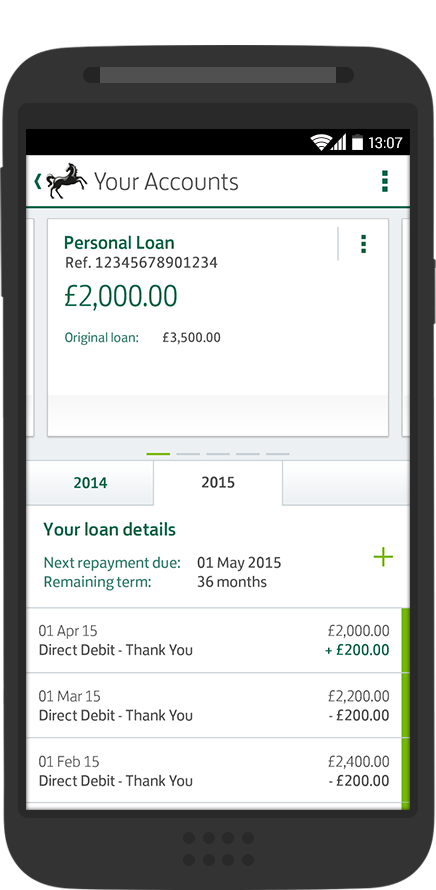 13:07
Your Accounts
Personal Loan
Ref. 12345678901234
£2,000.00
Original loan: £3,500.00
2014 2015
Your loan details
Next repayment due: 01 May 2015
Remaining term: 36 months
01 Apr 15 £2,000.00
Direct Debit - Thank You + £200.00
01 Mar 15 £2,200.00
Direct Debit - Thank You - £200.00
01 Feb 15 £2,400.00
Direct Debit - Thank You - £200.00